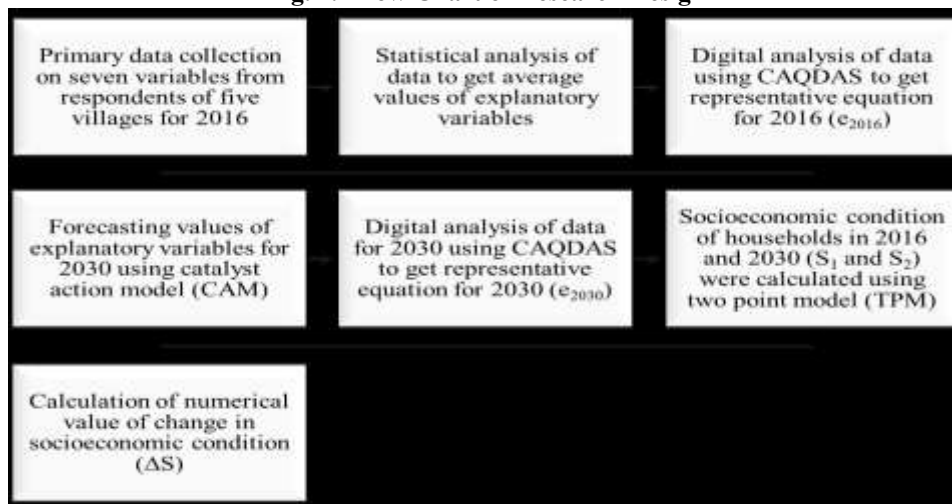 Primary data collection
on seven variables from
respondents of five
villages for 2016
Statistical analysis of
data to get average
values of explanatory
variables
Digital analysis of data
using CAQDAS to get
representative equation
for 2016 (e₂₀₁₆)
Forecasting values of
explanatory variables for
2030 using catalyst
action model (CAM)
Digital analysis of data
for 2030 using CAQDAS
to get representative
equation for 2030 (e₂₀₃₀)
Socioeconomic condition
of households in 2016
and 2030 (S₁ and S₂)
were calculated using
two point model (TPM)
Calculation of numerical
value of change in
socioeconomic condition
(ΔS)